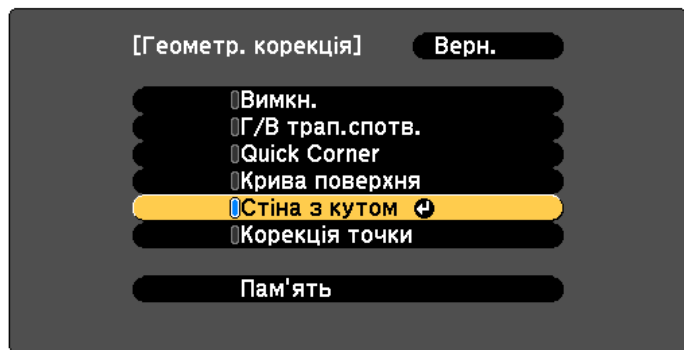 [Геометр. корекція] Верн.
Вимкн.
Г/В трап.спотв.
Quick Corner
Крива поверхня
Стіна з кутом
Корекція точки
Пам'ять